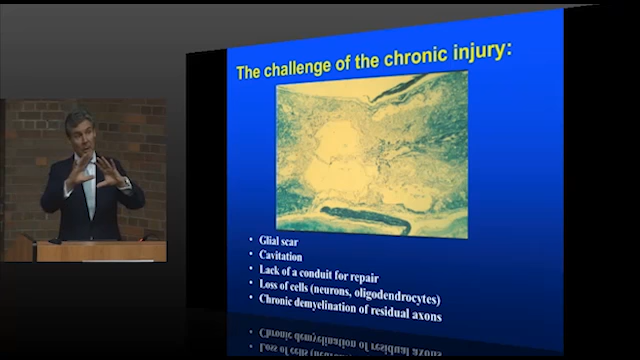 The challenge of the chronic injury:
• Glial scar
• Cavitation
• Lack of a conduit for repair
• Loss of cells (neurons, oligodendrocytes)
• Chronic demyelination of residual axons